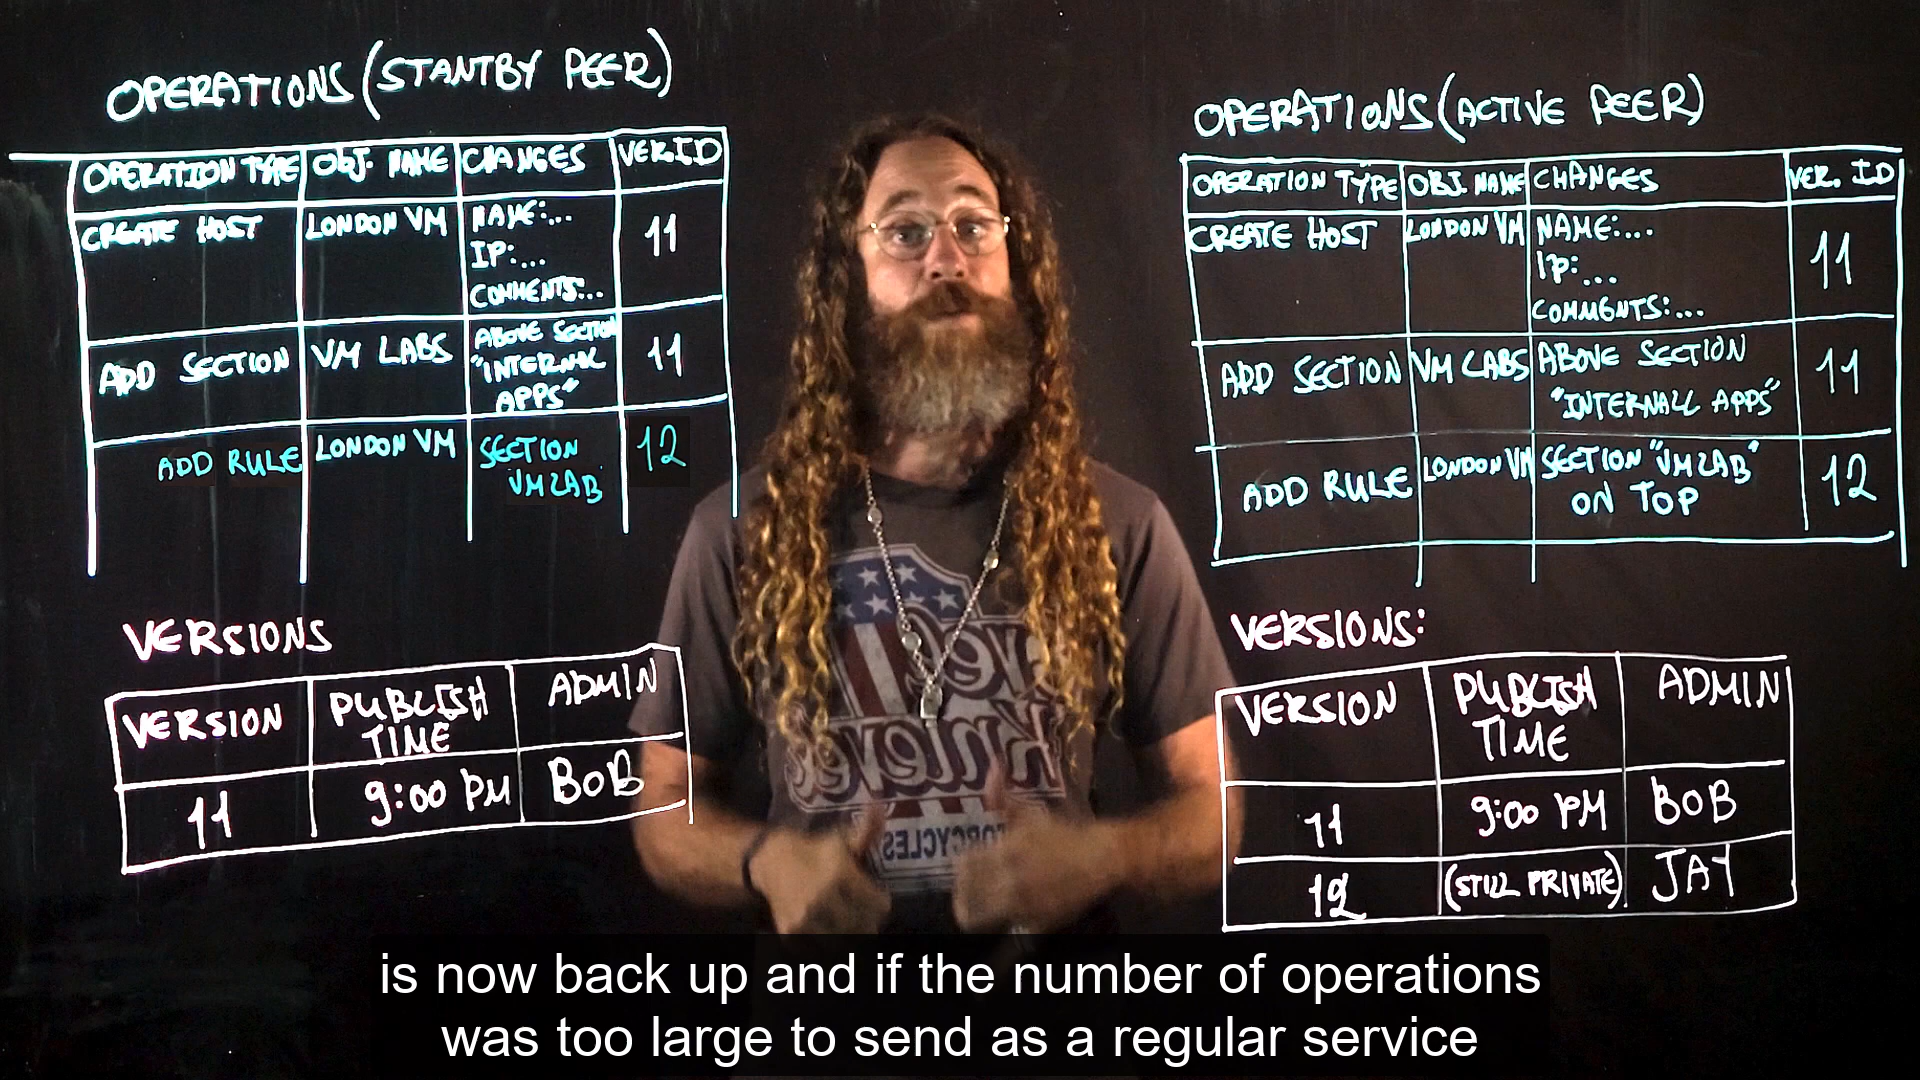 OPERATIONS (STANTBY PEER)
OPERATION TYPE OBJ. NAME CHANGES VER.ID
CREATE HOST LONDON VM NAME:... 11
IP:...
COMMENTS:...
ADD SECTION VM LABS ABOVE SECTION 11
"INTERNAL
APPS"
ADD RULE LONDON VM SECTION 12
VMLAB
VERSIONS
VERSION PUBLISH ADMIN
TIME
11 9:00 PM BOB
OPERATIONS (ACTIVE PEER)
OPERATION TYPE OBJ. NAME CHANGES VER. ID
CREATE HOST LONDON VM NAME:... 11
IP:...
COMMENTS:...
ADD SECTION VM LABS ABOVE SECTION 11
"INTERNALL APPS"
ADD RULE LONDON VM SECTION "VMLAB" 12
ON TOP
VERSIONS:
VERSION PUBLISH ADMIN
TIME
11 9:00 PM BOB
12 (STILL PRIVATE) JAY
is now back up and if the number of operations
was too large to send as a regular service